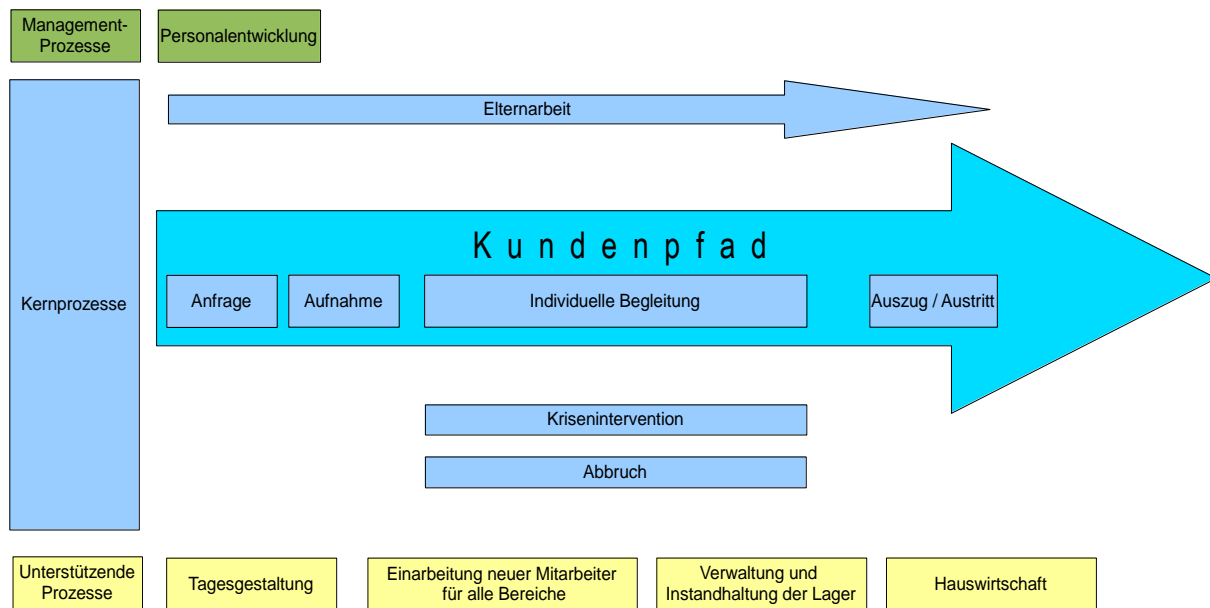 Management-
Prozesse
Personalentwicklung
Elternarbeit
Kundenpfad
Kernprozesse
Anfrage
Aufnahme
Individuelle Begleitung
Auszug / Austritt
Krisenintervention
Abbruch
Unterstützende
Prozesse
Tagesgestaltung
Einarbeitung neuer Mitarbeiter
für alle Bereiche
Verwaltung und
Instandhaltung der Lager
Hauswirtschaft